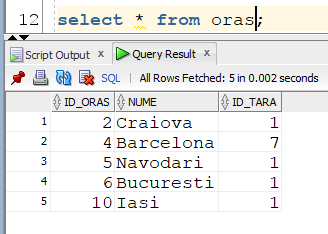 12 select * from oras;
Script Output × Query Result ×
SQL | All Rows Fetched: 5 in 0.002 seconds
ID_ORAS NUME ID_TARA
1 2 Craiova 1
2 4 Barcelona 7
3 5 Navodari 1
4 6 Bucuresti 1
5 10 Iasi 1